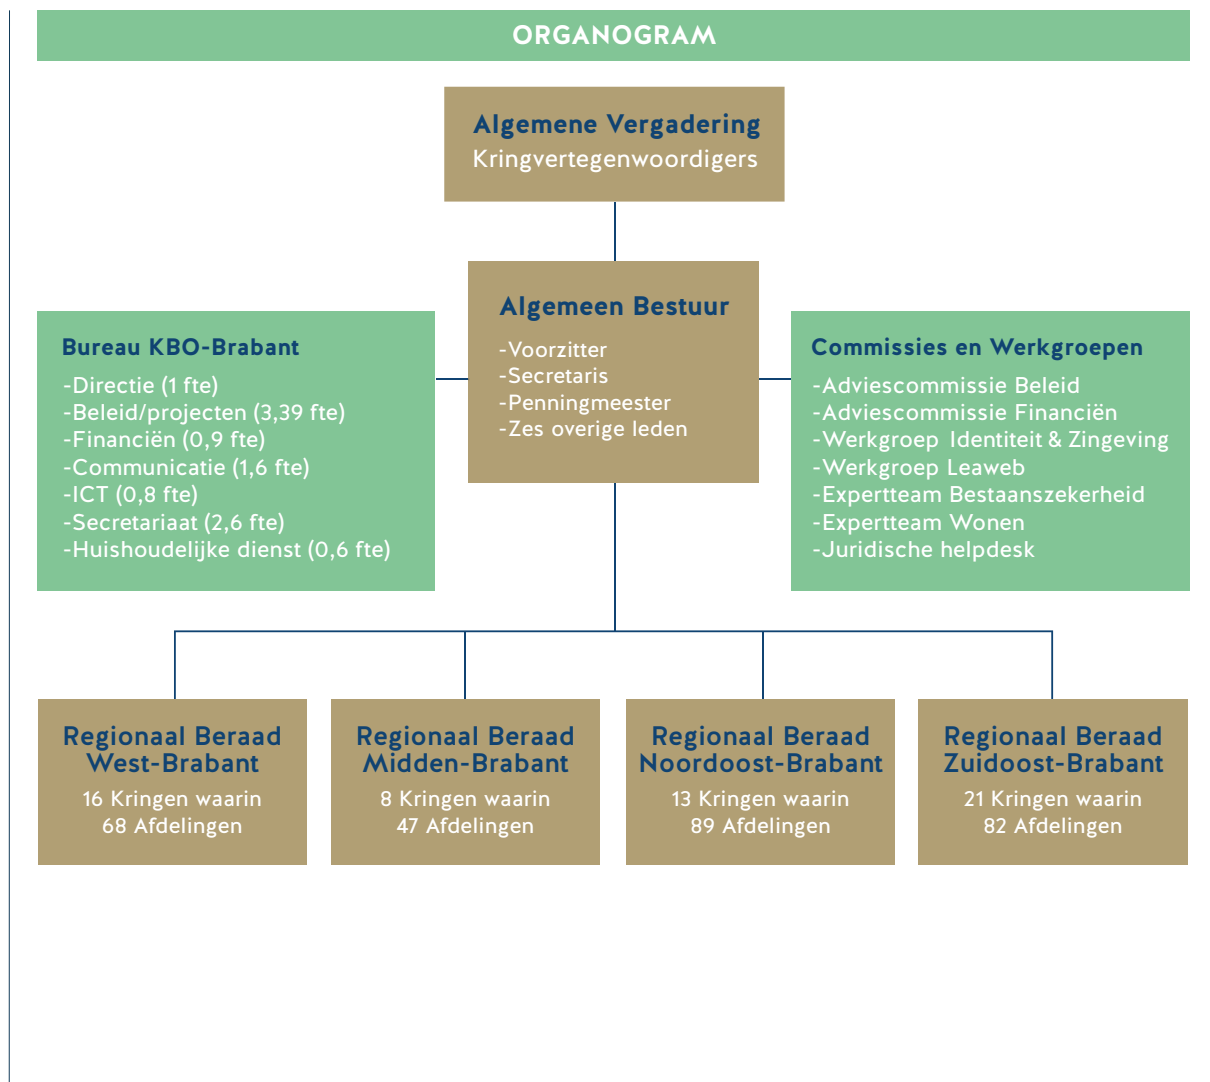 ORGANOGRAM
Algemene Vergadering
Kringvertegenwoordigers
Algemeen Bestuur
-Voorzitter
-Secretaris
-Penningmeester
-Zes overige leden
Bureau KBO-Brabant
-Directie (1 fte)
-Beleid/projecten (3,39 fte)
-Financiën (0,9 fte)
-Communicatie (1,6 fte)
-ICT (0,8 fte)
-Secretariaat (2,6 fte)
-Huishoudelijke dienst (0,6 fte)
Commissies en Werkgroepen
-Adviescommissie Beleid
-Adviescommissie Financiën
-Werkgroep Identiteit & Zingeving
-Werkgroep Leaweb
-Expertteam Bestaanszekerheid
-Expertteam Wonen
-Juridische helpdesk
Regionaal Beraad
West-Brabant
16 Kringen waarin
68 Afdelingen
Regionaal Beraad
Midden-Brabant
8 Kringen waarin
47 Afdelingen
Regionaal Beraad
Noordoost-Brabant
13 Kringen waarin
89 Afdelingen
Regionaal Beraad
Zuidoost-Brabant
21 Kringen waarin
82 Afdelingen